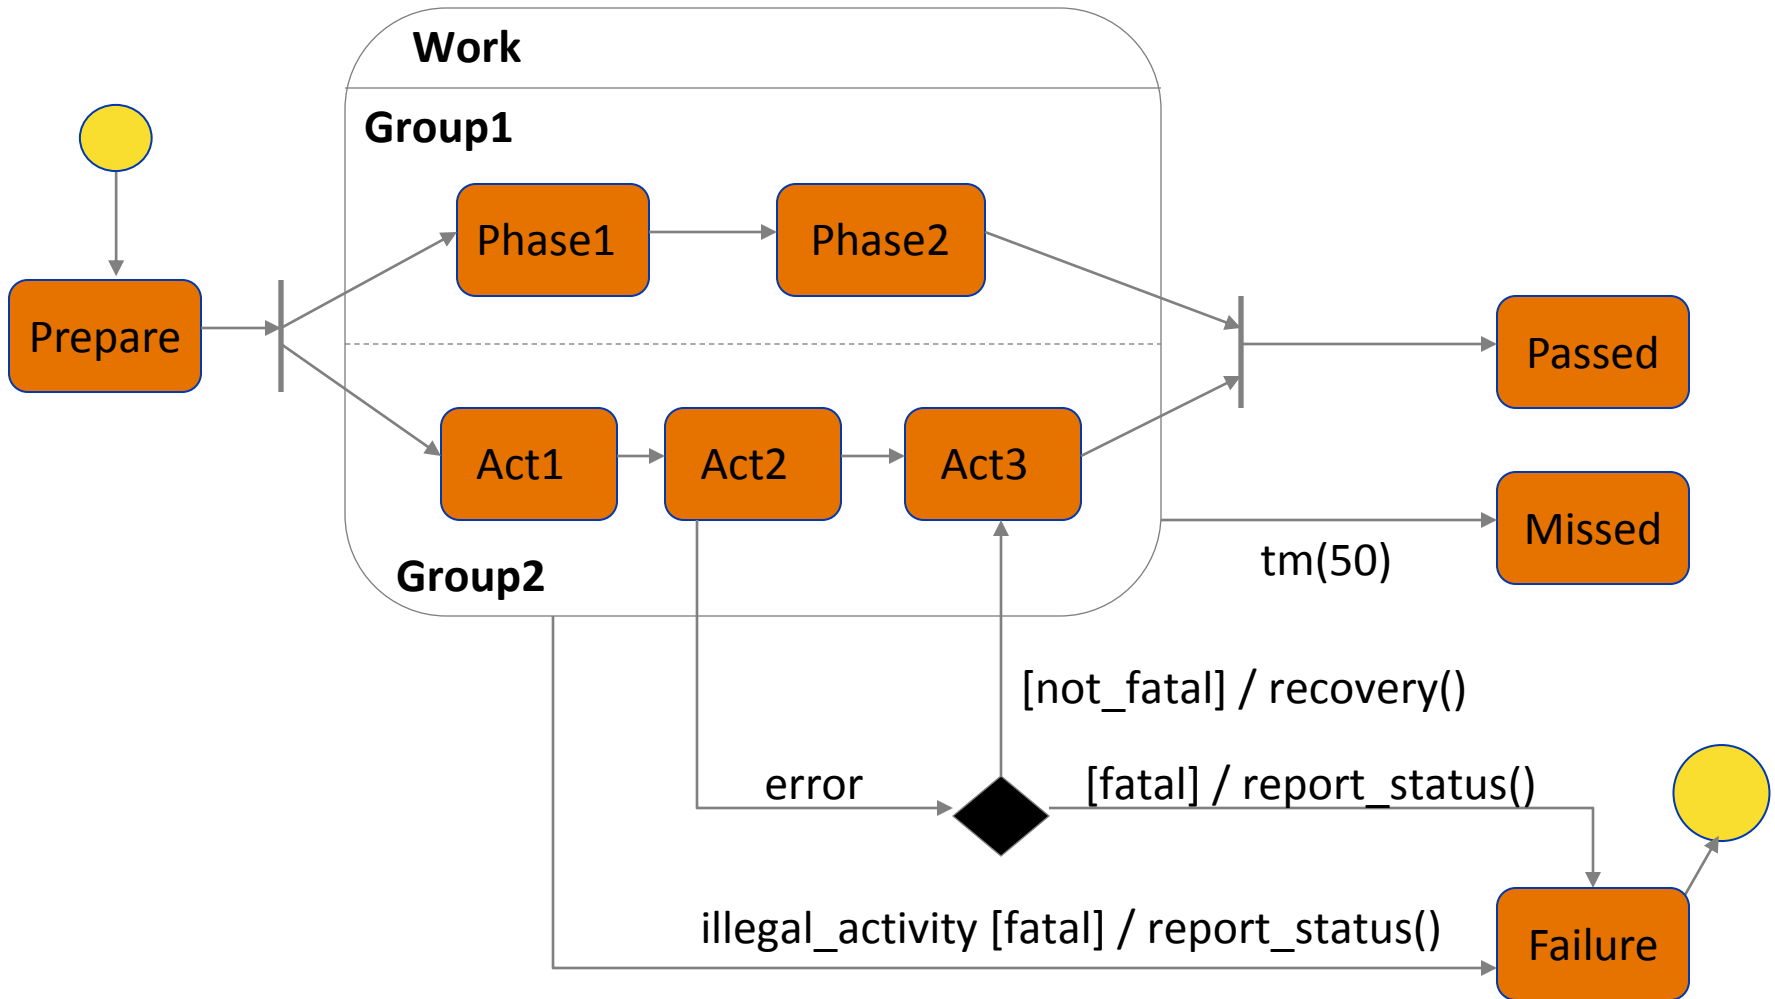 Work
Group1
Phase1
Phase2
Prepare
Passed
Act1
Act2
Act3
Missed
tm(50)
Group2
[not_fatal] / recovery()
error
[fatal] / report_status()
illegal_activity [fatal] / report_status()
Failure